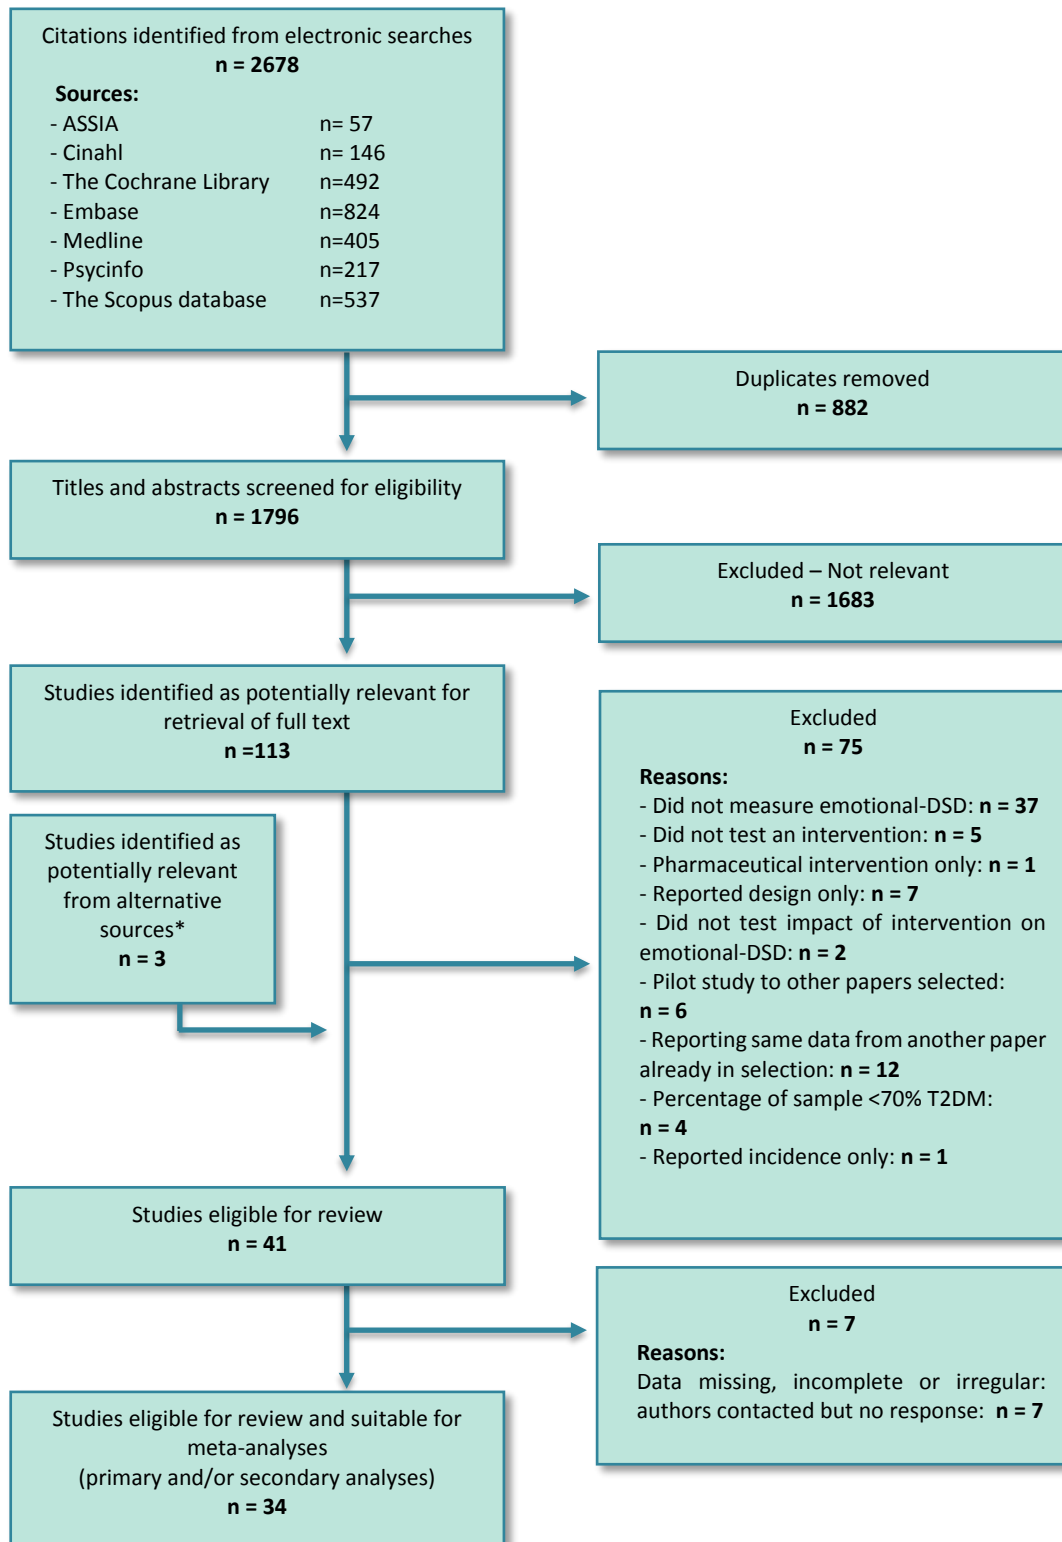 Citations identified from electronic searches
n = 2678
Sources:
- ASSIA n= 57
- Cinahl n= 146
- The Cochrane Library n=492
- Embase n=824
- Medline n=405
- Psycinfo n=217
- The Scopus database n=537
Duplicates removed
n = 882
Titles and abstracts screened for eligibility
n = 1796
Excluded – Not relevant
n = 1683
Studies identified as potentially relevant for
retrieval of full text
n =113
Studies identified as
potentially relevant
from alternative
sources*
n = 3
Excluded
n = 75
Reasons:
- Did not measure emotional-DSD: n = 37
- Did not test an intervention: n = 5
- Pharmaceutical intervention only: n = 1
- Reported design only: n = 7
- Did not test impact of intervention on
emotional-DSD: n = 2
- Pilot study to other papers selected:
n = 6
- Reporting same data from another paper
already in selection: n = 12
- Percentage of sample <70% T2DM:
n = 4
- Reported incidence only: n = 1
Studies eligible for review
n = 41
Excluded
n = 7
Reasons:
Data missing, incomplete or irregular:
authors contacted but no response: n = 7
Studies eligible for review and suitable for
meta-analyses
(primary and/or secondary analyses)
n = 34